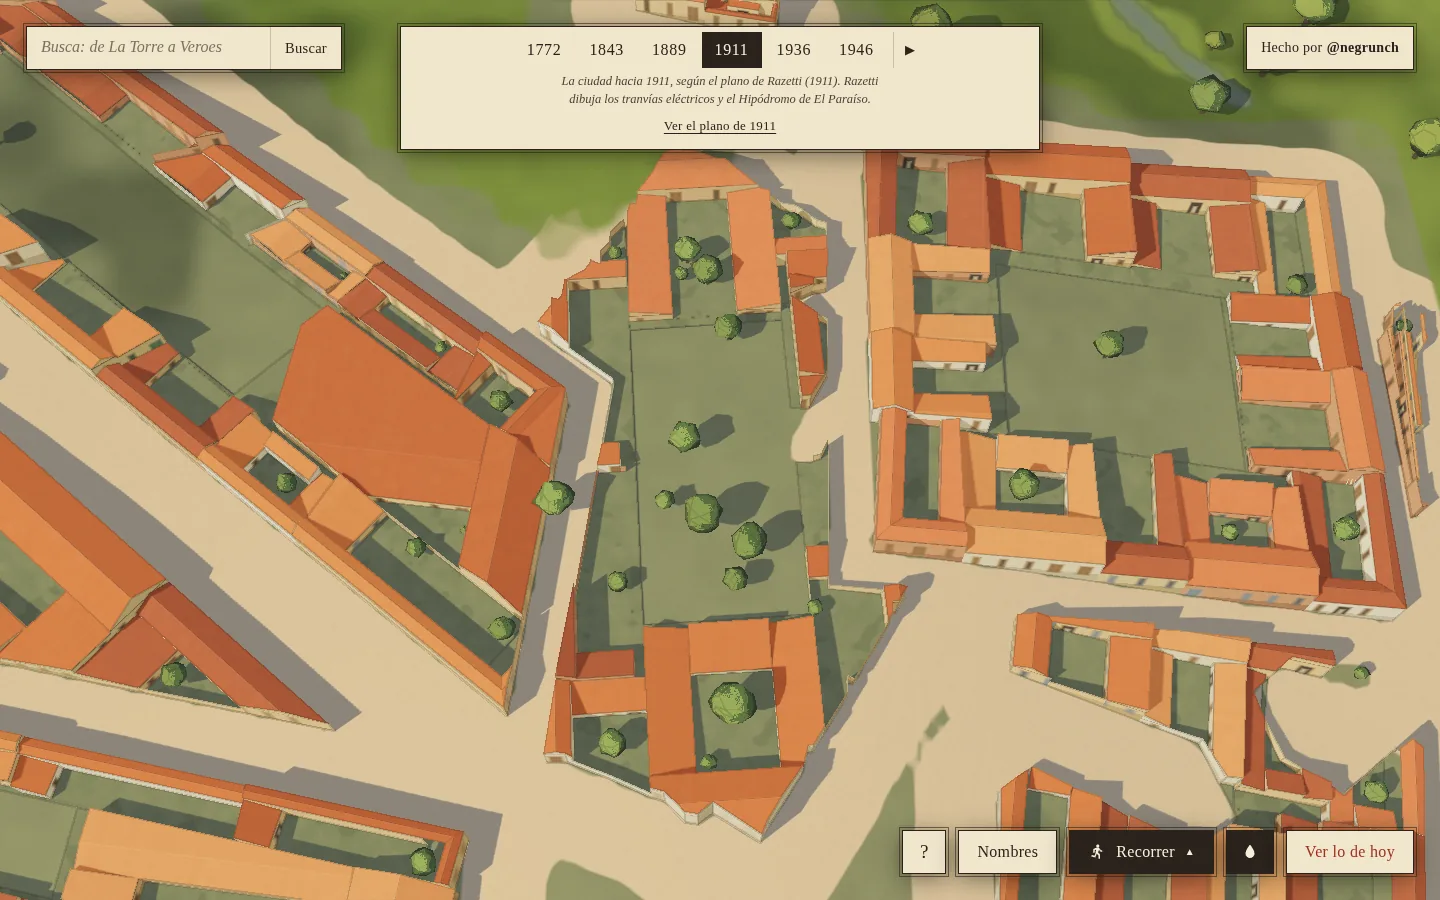 Busca: de La Torre a Veroes
Buscar
1772 1843 1889 1911 1936 1946 ▶
La ciudad hacia 1911, según el plano de Razetti (1911). Razetti
dibuja los tranvías eléctricos y el Hipódromo de El Paraíso.
Ver el plano de 1911
Hecho por @negrunch
?
Nombres
Recorrer ▲
Ver lo de hoy